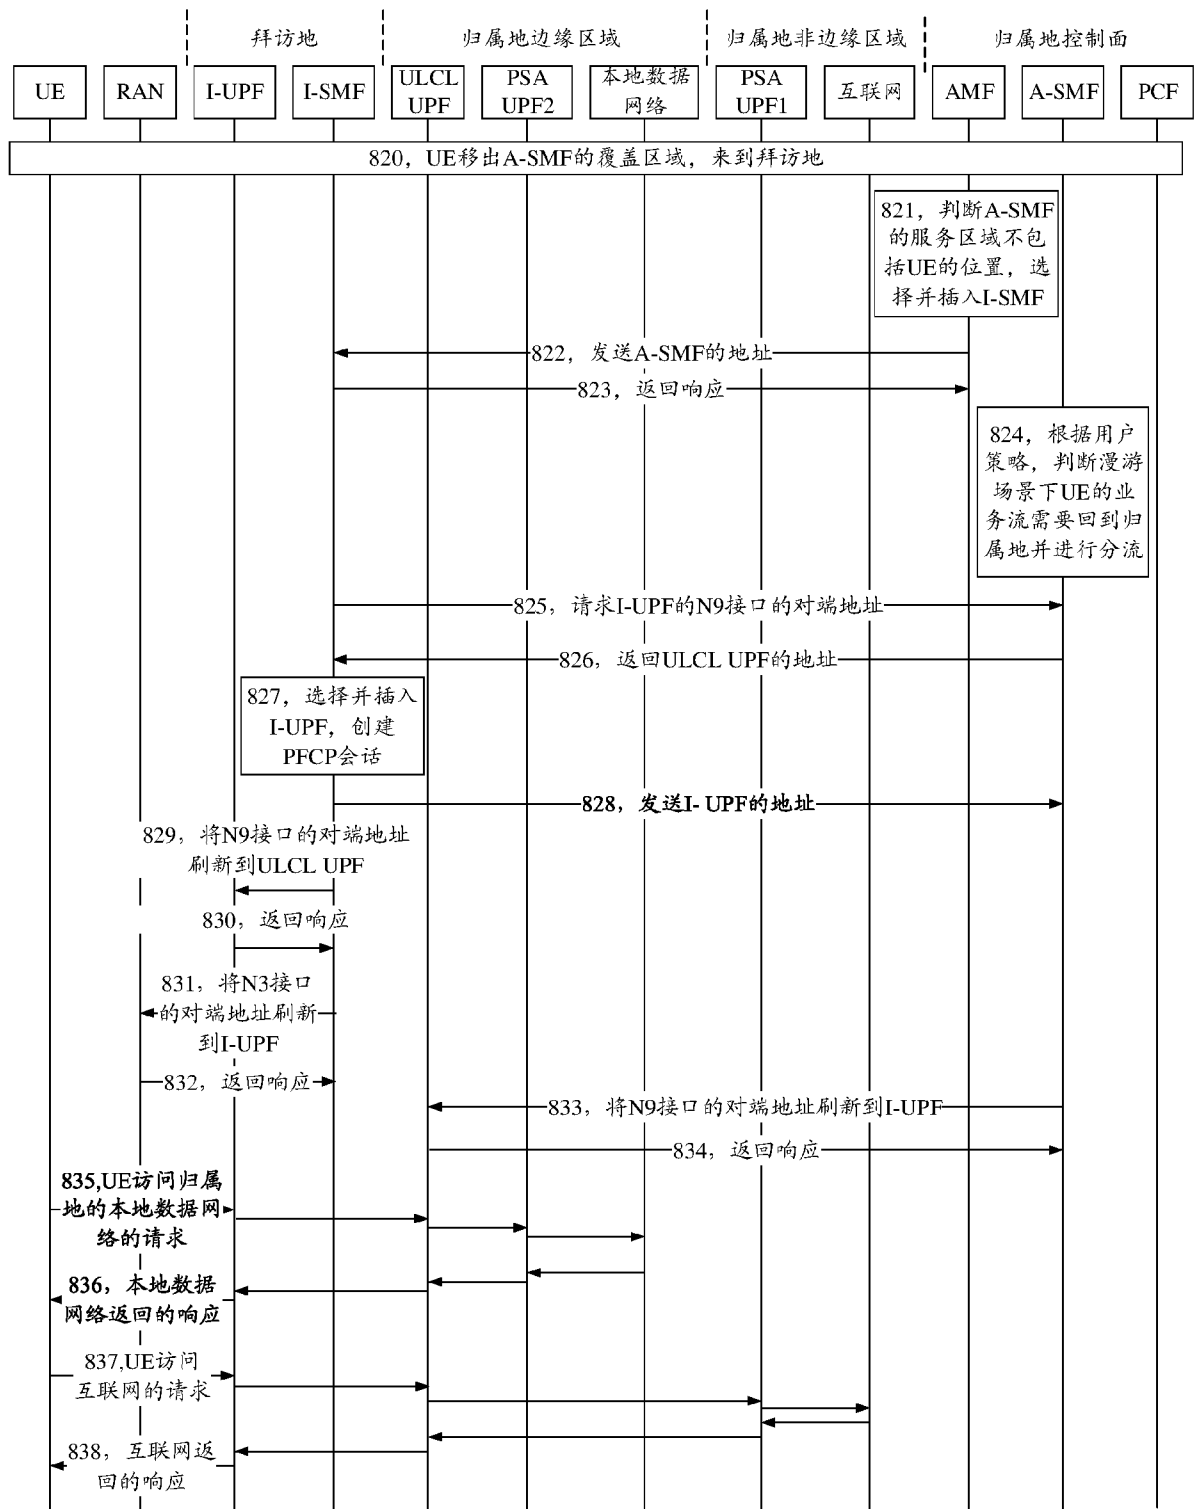 拜访地
归属地边缘区域
归属地非边缘区域
归属地控制面
UE
RAN
I-UPF
I-SMF
ULCL
UPF
PSA
UPF2
本地数据
网络
PSA
UPF1
互联网
AMF
A-SMF
PCF
820，UE移出A-SMF的覆盖区域，来到拜访地
821，判断A-SMF
的服务区域不包
括UE的位置，选
择并插入I-SMF
822，发送A-SMF的地址
823，返回响应
824，根据用户
策略，判断漫游
场景下UE的业
务流需要回到归
属地并进行分流
825，请求I-UPF的N9接口的对端地址
826，返回ULCL UPF的地址
827，选择并插入
I-UPF，创建
PFCP会话
828，发送I- UPF的地址
829，将N9接口的对端地址
刷新到ULCL UPF
830，返回响应
831，将N3接口
的对端地址刷新
到I-UPF
832，返回响应
833，将N9接口的对端地址刷新到I-UPF
834，返回响应
835,UE访问归属
地的本地数据网
络的请求
836，本地数据
网络返回的响应
837,UE访问
互联网的请求
838，互联网返
回的响应